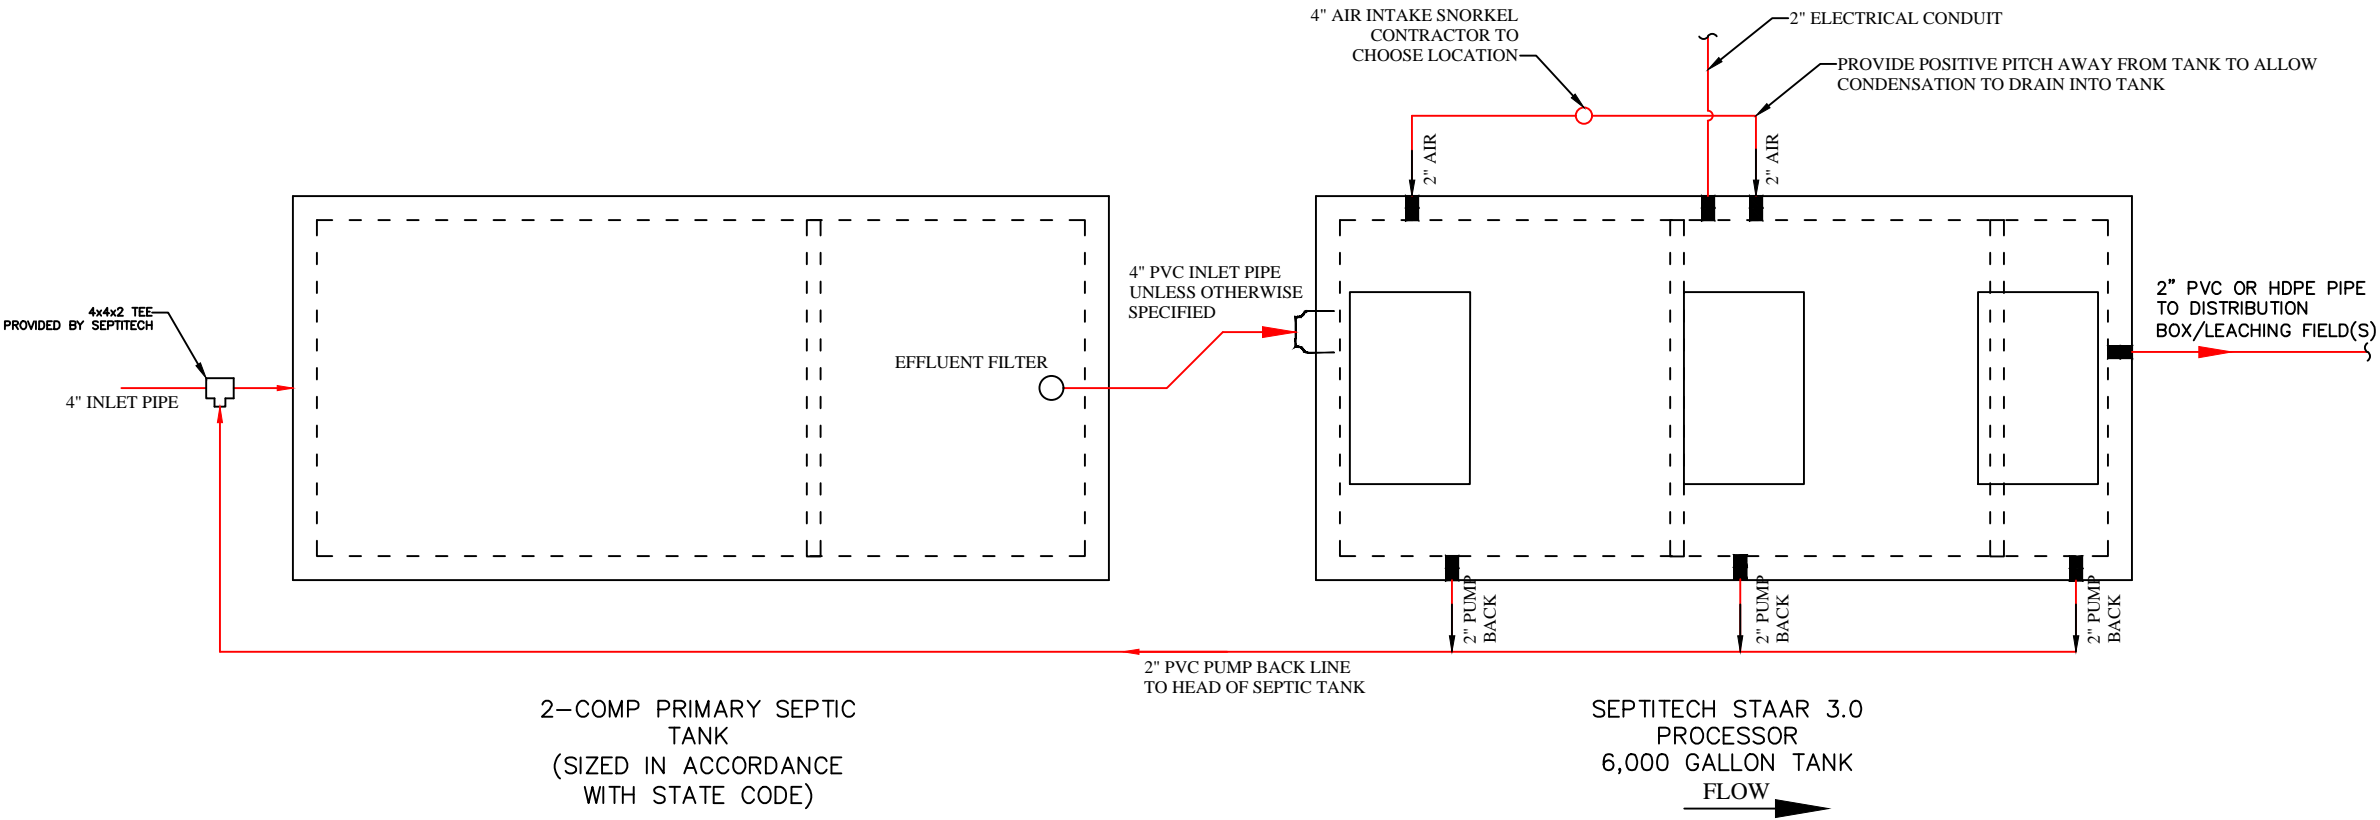 4" AIR INTAKE SNORKEL
CONTRACTOR TO
CHOOSE LOCATION
2" ELECTRICAL CONDUIT
PROVIDE POSITIVE PITCH AWAY FROM TANK TO ALLOW
CONDENSATION TO DRAIN INTO TANK
2" AIR
2" AIR
4x4x2 TEE
PROVIDED BY SEPTITECH
4" INLET PIPE
EFFLUENT FILTER
4" PVC INLET PIPE
UNLESS OTHERWISE
SPECIFIED
2" PVC OR HDPE PIPE
TO DISTRIBUTION
BOX/LEACHING FIELD(S)
2" PUMP
BACK
2" PUMP
BACK
2" PUMP
BACK
2" PVC PUMP BACK LINE
TO HEAD OF SEPTIC TANK
2-COMP PRIMARY SEPTIC
TANK
(SIZED IN ACCORDANCE
WITH STATE CODE)
SEPTITECH STAAR 3.0
PROCESSOR
6,000 GALLON TANK
FLOW